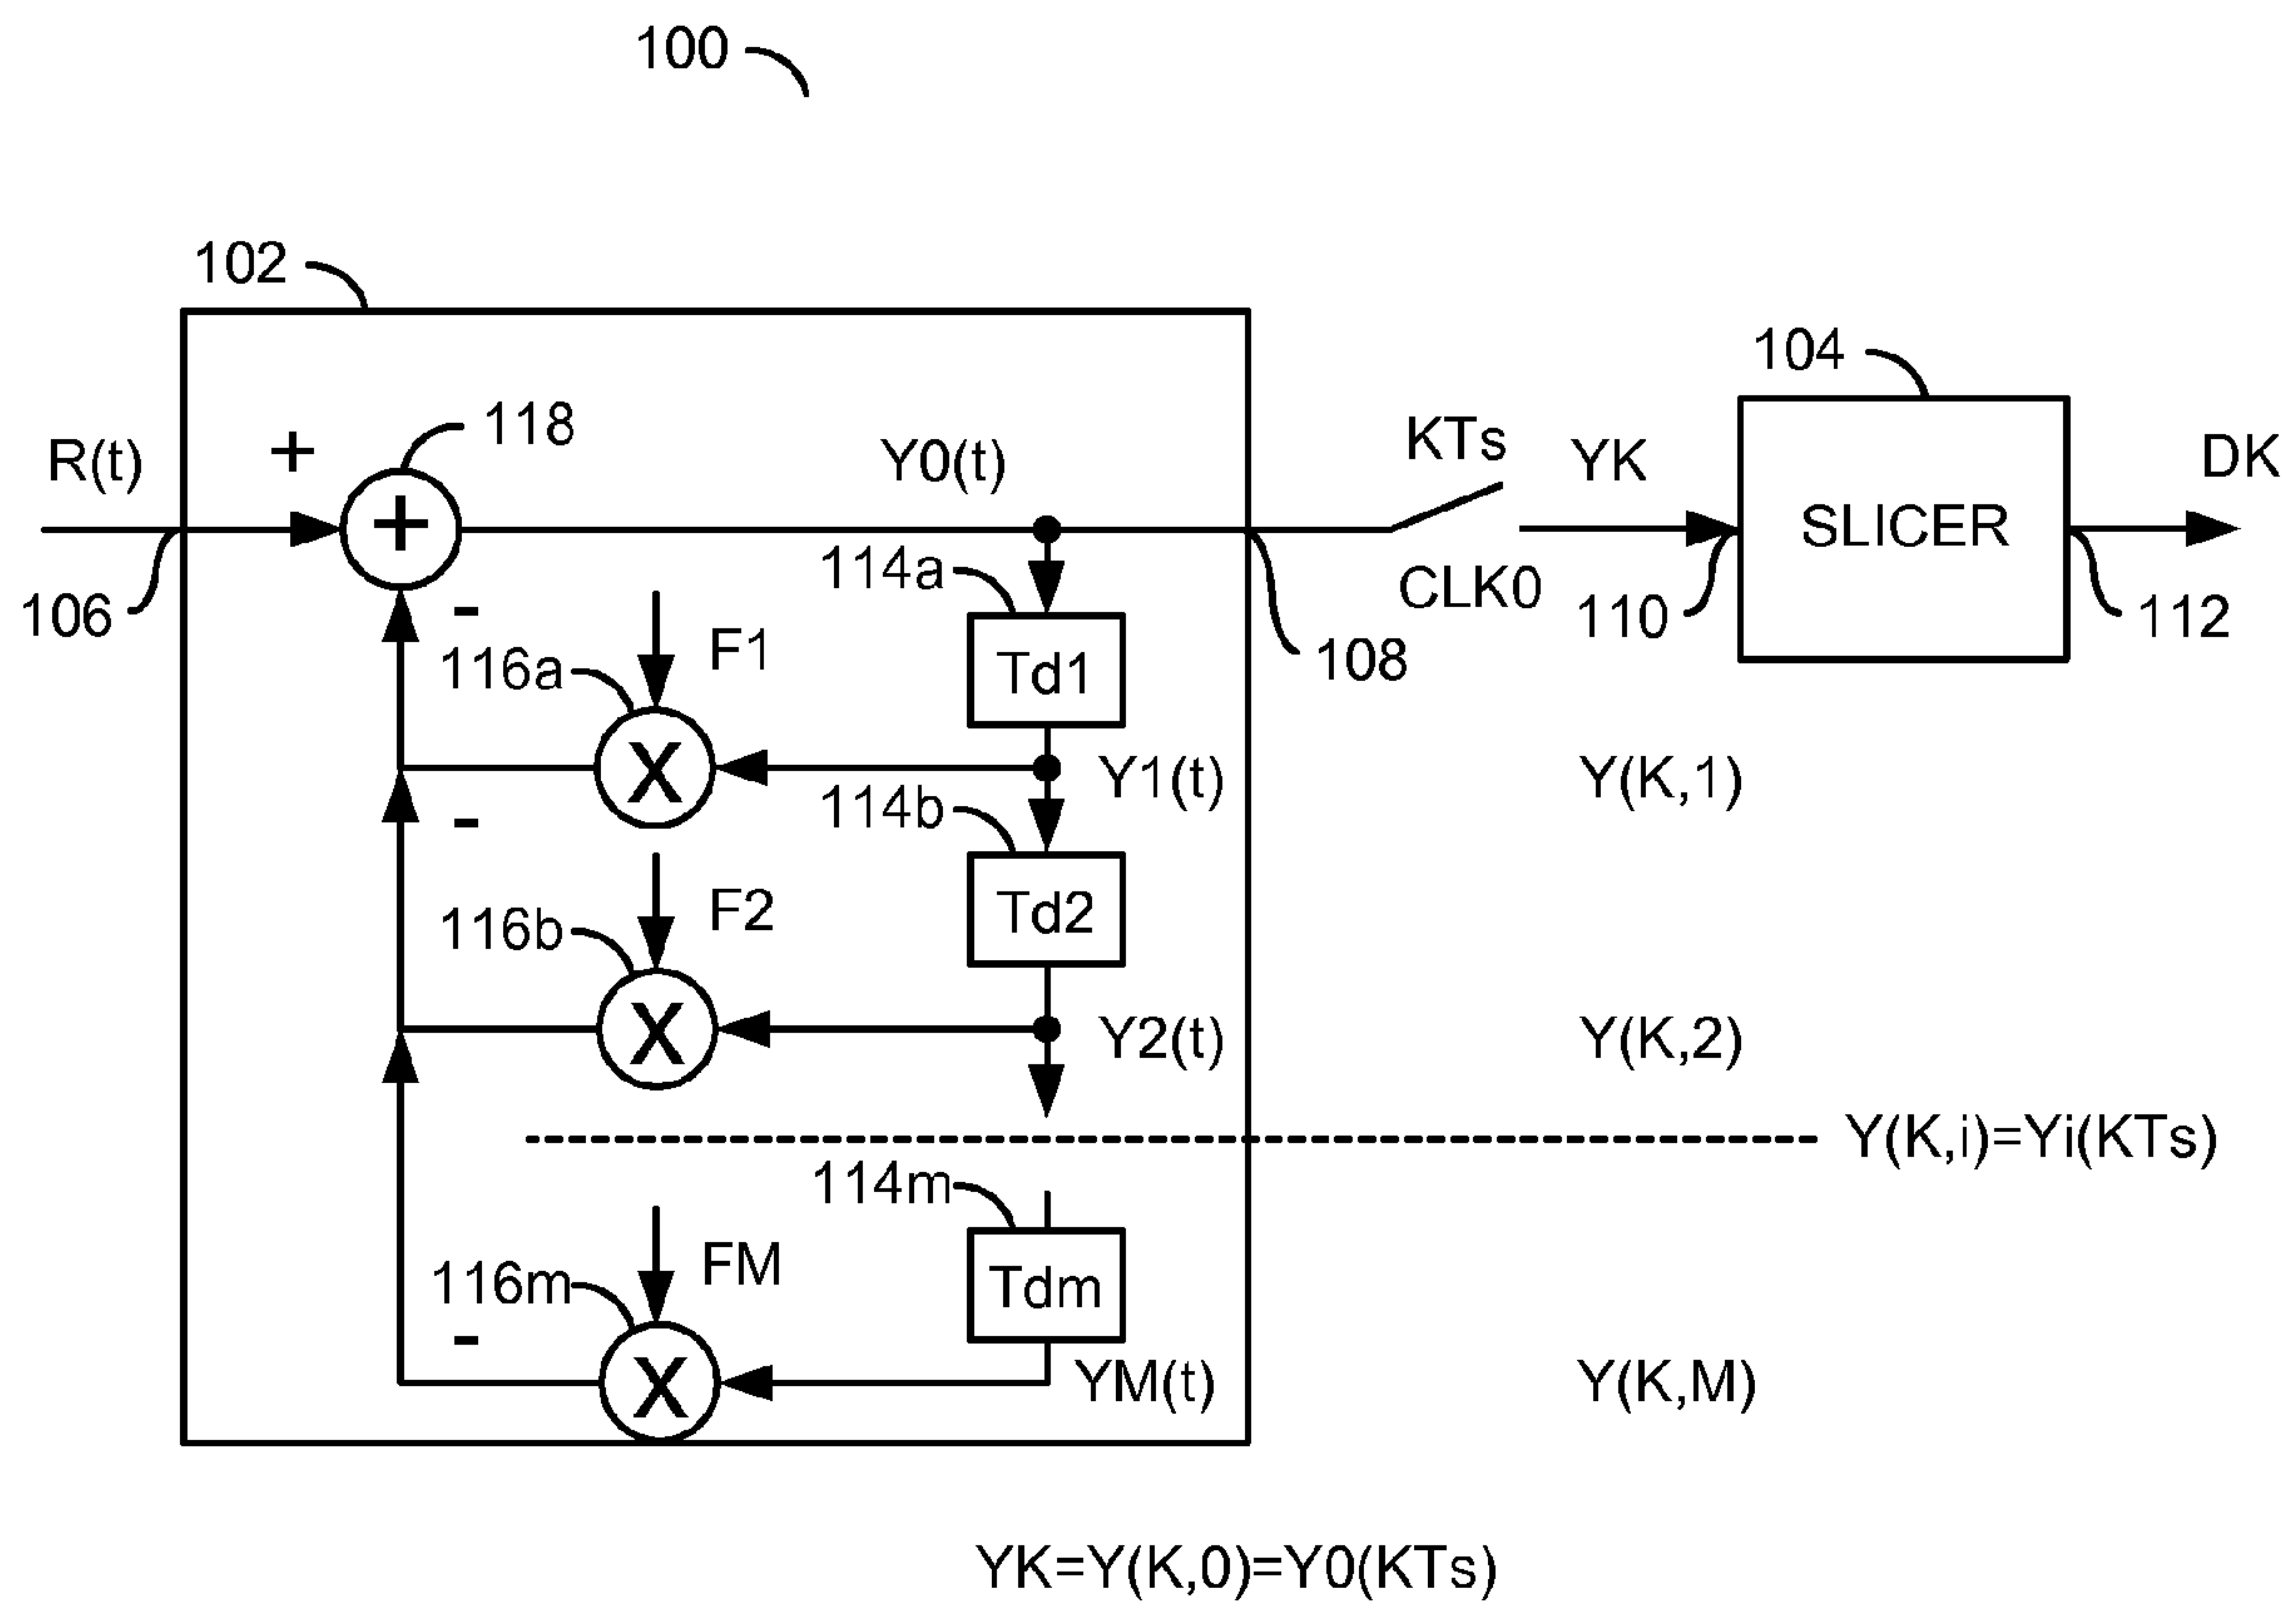 100
102
104
118
R(t)
+
+
Y0(t)
KTs
YK
SLICER
DK
106
-
F1
114a
108
CLK0
110
112
116a
Td1
X
Y1(t)
Y(K,1)
-
F2
114b
116b
Td2
X
Y2(t)
Y(K,2)
Y(K,i)=Yi(KTs)
114m
FM
116m
Tdm
-
X
YM(t)
Y(K,M)
YK=Y(K,0)=Y0(KTs)